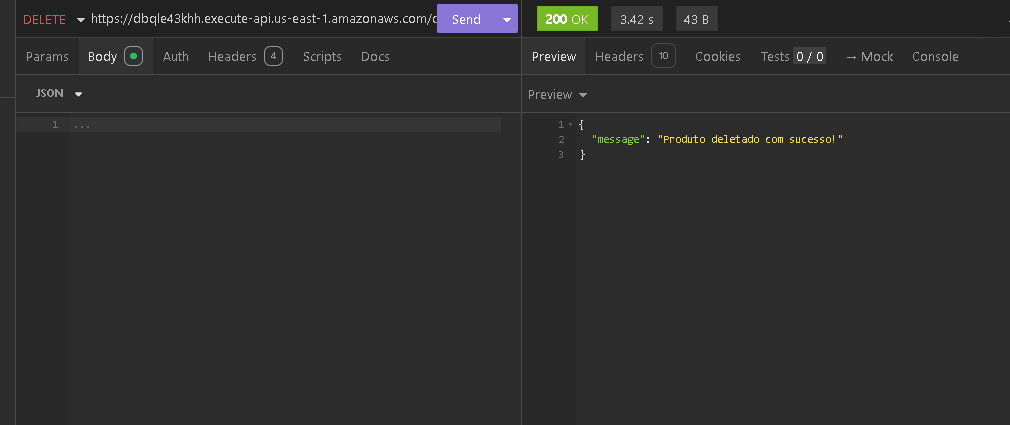 DELETE https://dbqle43khh.execute-api.us-east-1.amazonaws.com/ Send 200 OK 3.42 s 43 B
Params Body Auth Headers 4 Scripts Docs
Preview Headers 10 Cookies Tests 0 / 0 → Mock Console
JSON
Preview
1 ...
1 {
2 "message": "Produto deletado com sucesso!"
3 }